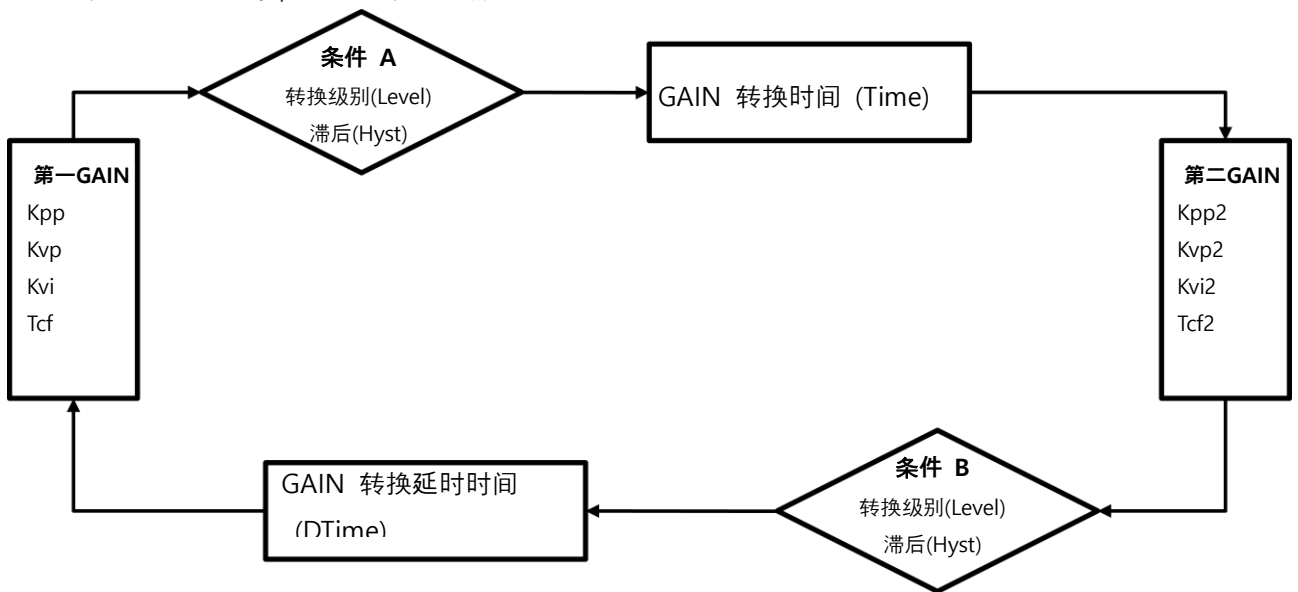 条件 A
转换级别(Level)
滞后(Hyst)
GAIN 转换时间 (Time)
第一GAIN
Kpp
Kvp
Kvi
Tcf
第二GAIN
Kpp2
Kvp2
Kvi2
Tcf2
GAIN 转换延时时间
(DTime)
条件 B
转换级别(Level)
滞后(Hyst)